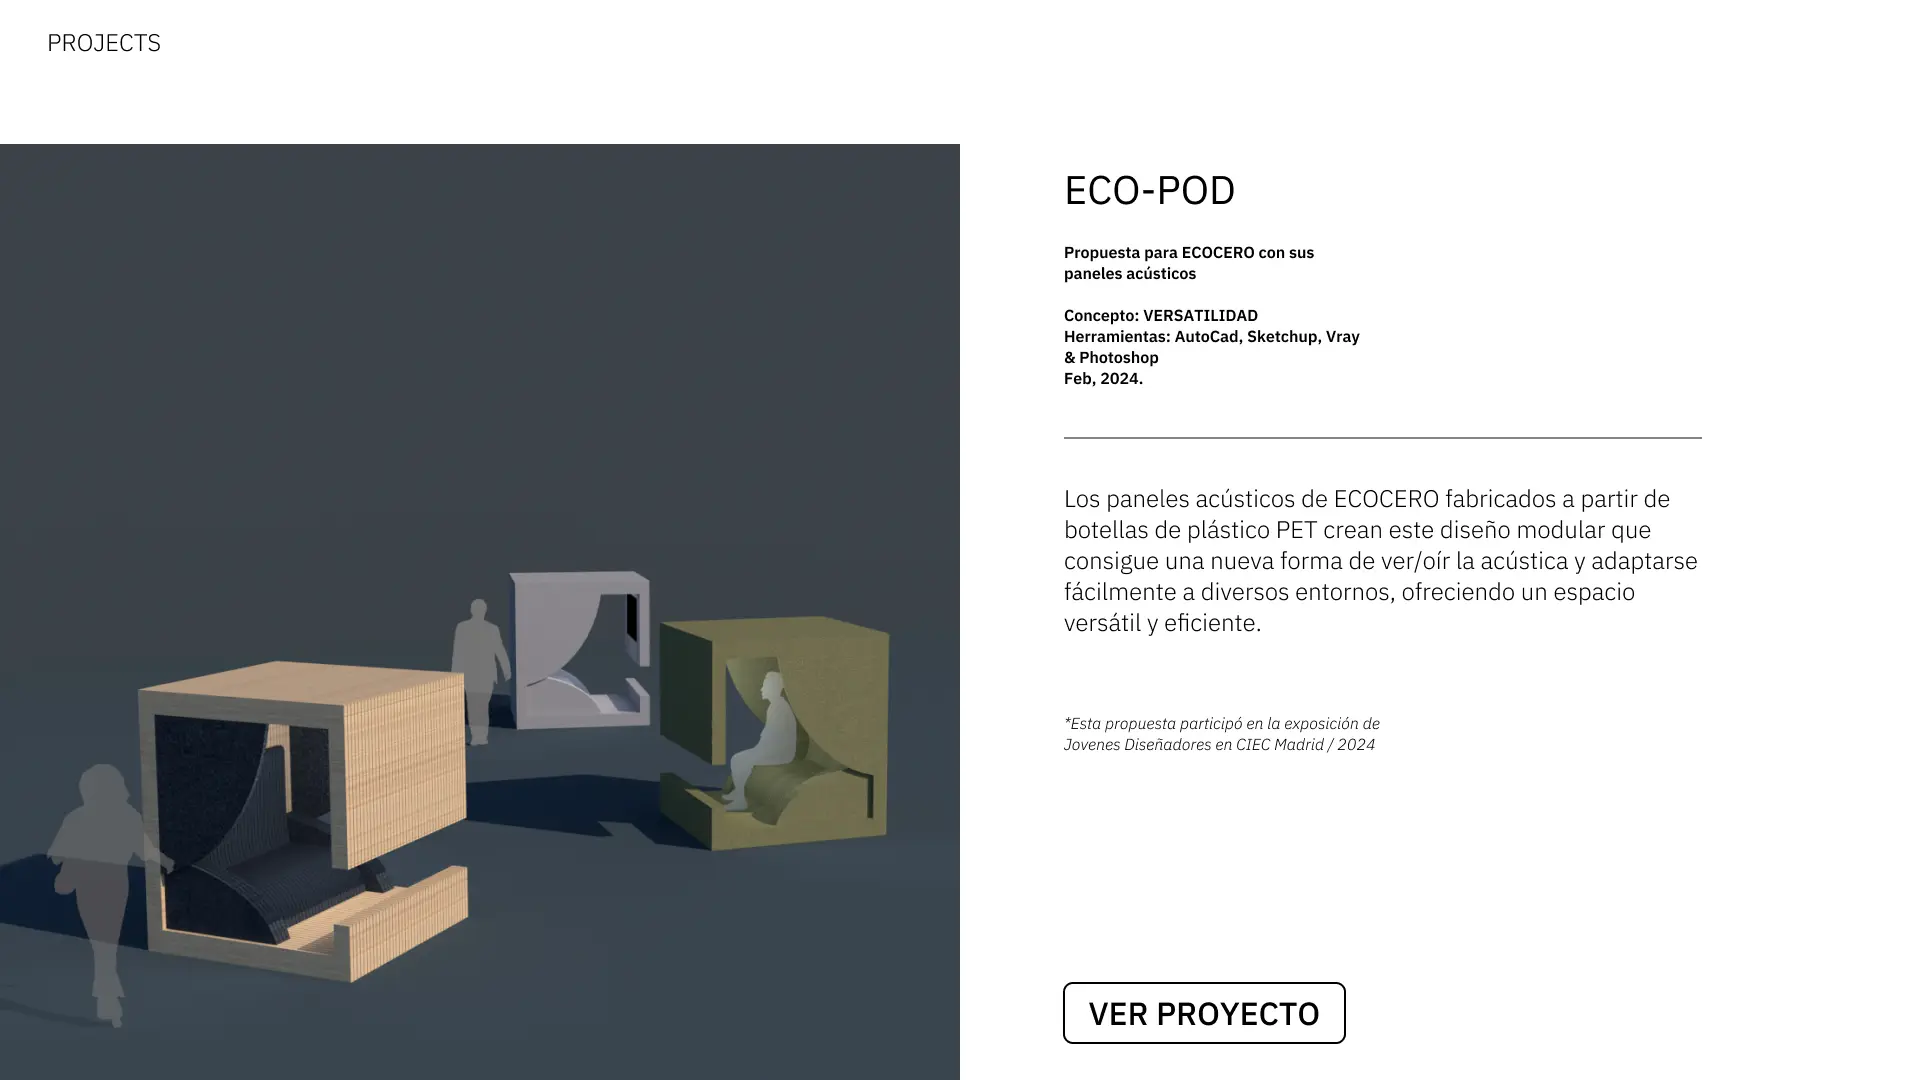 PROJECTS
ECO-POD
Propuesta para ECOCERO con sus
paneles acústicos
Concepto: VERSATILIDAD
Herramientas: AutoCad, Sketchup, Vray
& Photoshop
Feb, 2024.
Los paneles acústicos de ECOCERO fabricados a partir de
botellas de plástico PET crean este diseño modular que
consigue una nueva forma de ver/oír la acústica y adaptarse
fácilmente a diversos entornos, ofreciendo un espacio
versátil y eficiente.
*Esta propuesta participó en la exposición de
Jovenes Diseñadores en CIEC Madrid / 2024
VER PROYECTO